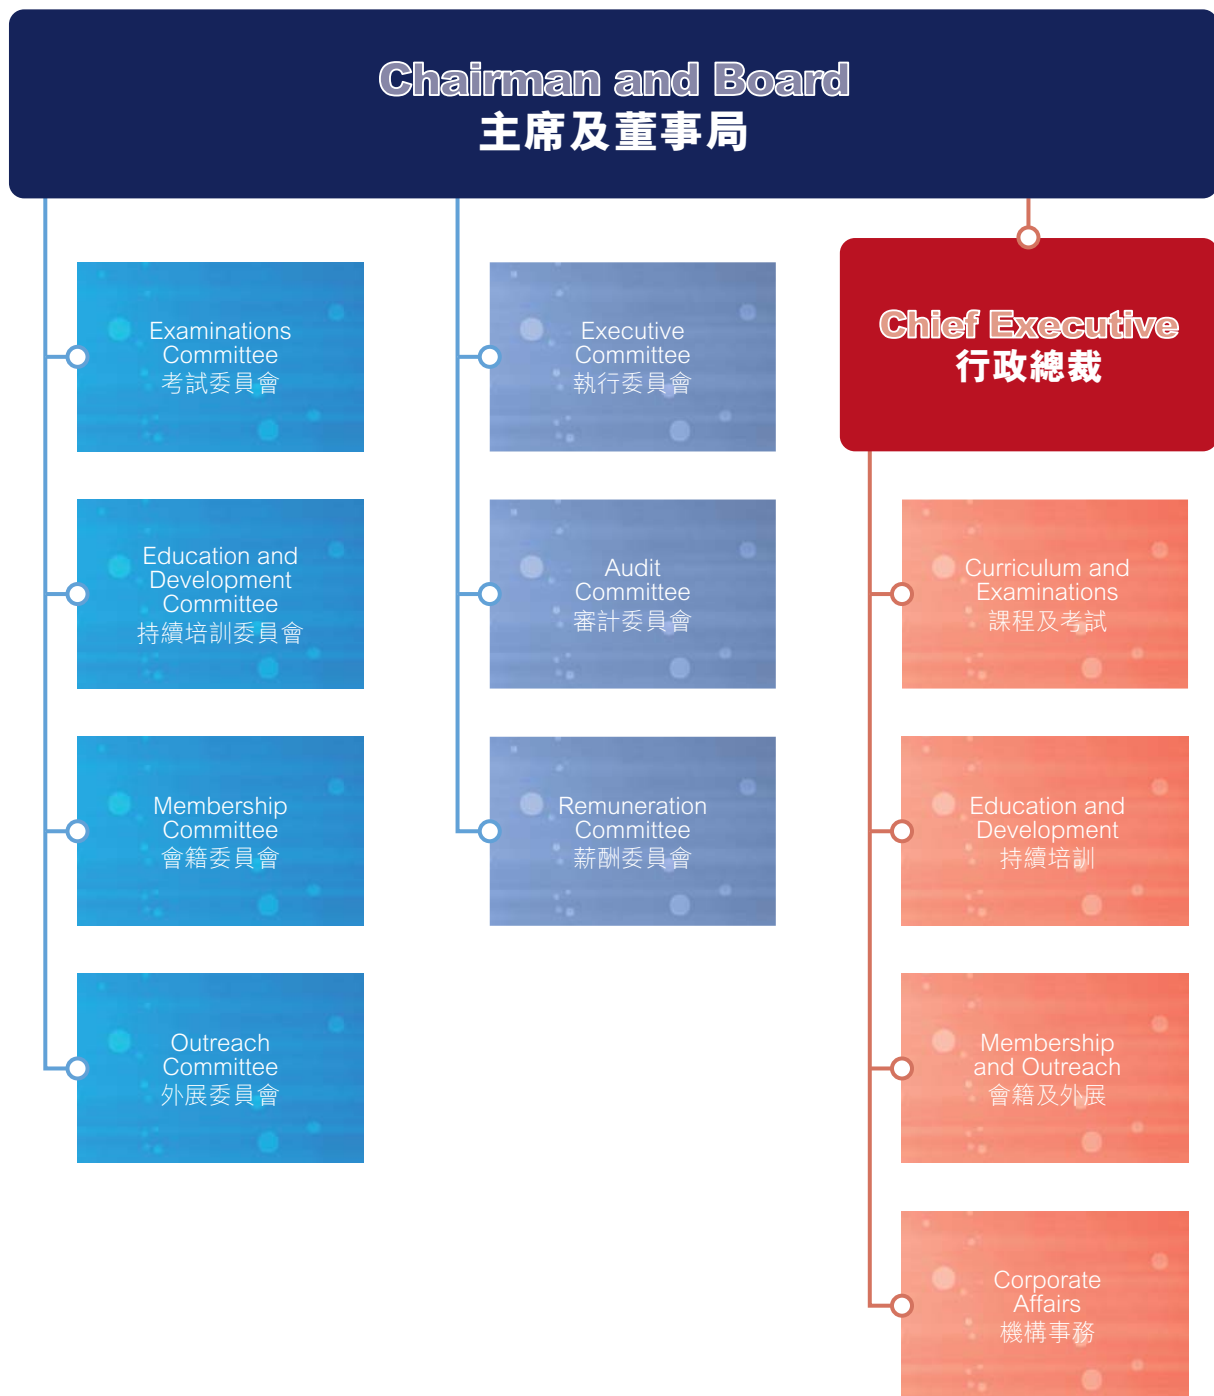 Chairman and Board
主席及董事局
Examinations
Committee
考試委員會
Education and
Development
Committee
持續培訓委員會
Membership
Committee
會籍委員會
Outreach
Committee
外展委員會
Executive
Committee
執行委員會
Audit
Committee
審計委員會
Remuneration
Committee
薪酬委員會
Chief Executive
行政總裁
Curriculum and
Examinations
課程及考試
Education and
Development
持續培訓
Membership
and Outreach
會籍及外展
Corporate
Affairs
機構事務